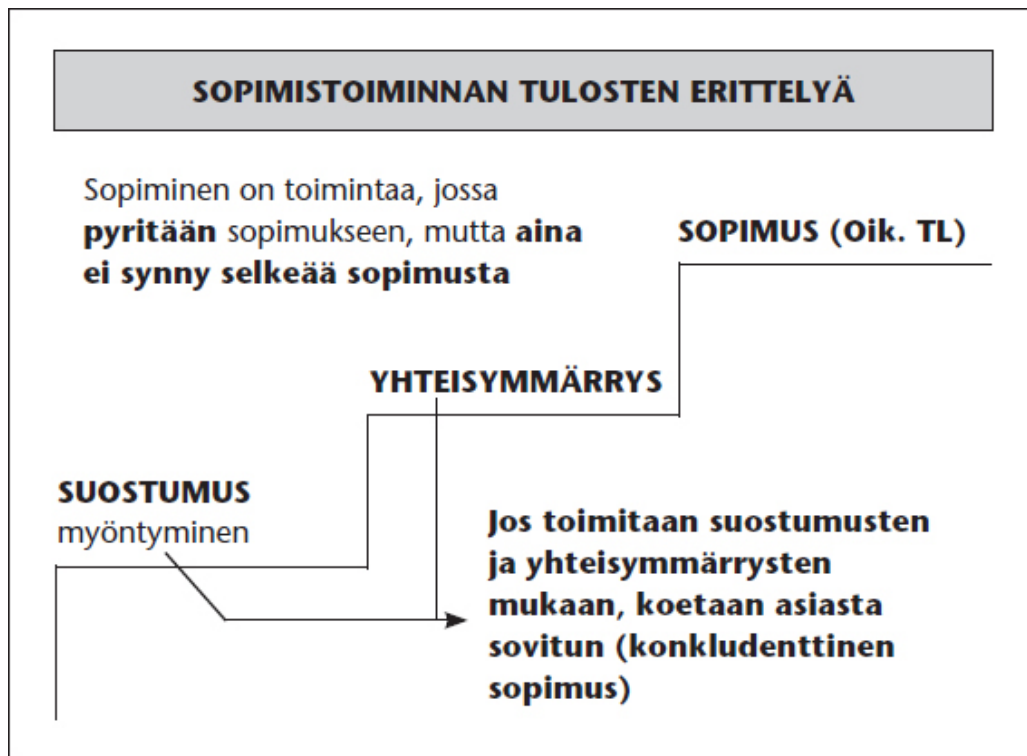 SOPIMISTOIMINNAN TULOSTEN ERITTELYÄ
Sopiminen on toimintaa, jossa
pyritään sopimukseen, mutta aina
ei synny selkeää sopimusta
SOPIMUS (Oik. TL)
YHTEISYMMÄRRYS
SUOSTUMUS
myöntyminen
Jos toimitaan suostumusten
ja yhteisymmärrysten
mukaan, koetaan asiasta
sovitun (konkludenttinen
sopimus)